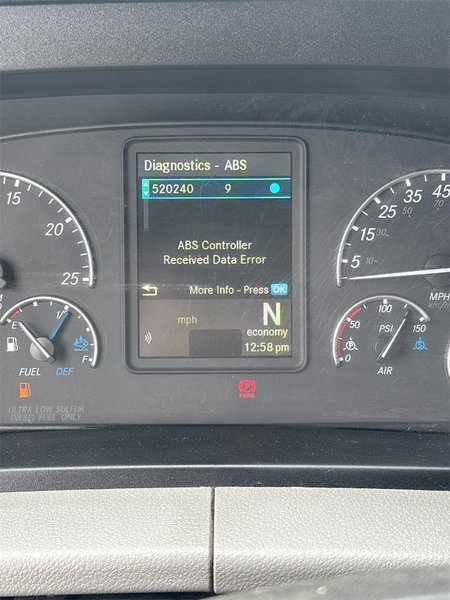 Diagnostics - ABS
520240 9
ABS Controller
Received Data Error
More Info - Press OK
mph
N
economy
12:58 pm
15
20
25
E
F
FUEL
DEF
ULTRA LOW SULFUR
DIESEL FUEL ONLY
P
PARK
5
10
15
30
25
35
50
45
70
MPH
km/h
0
50
100
150
PSI
AIR